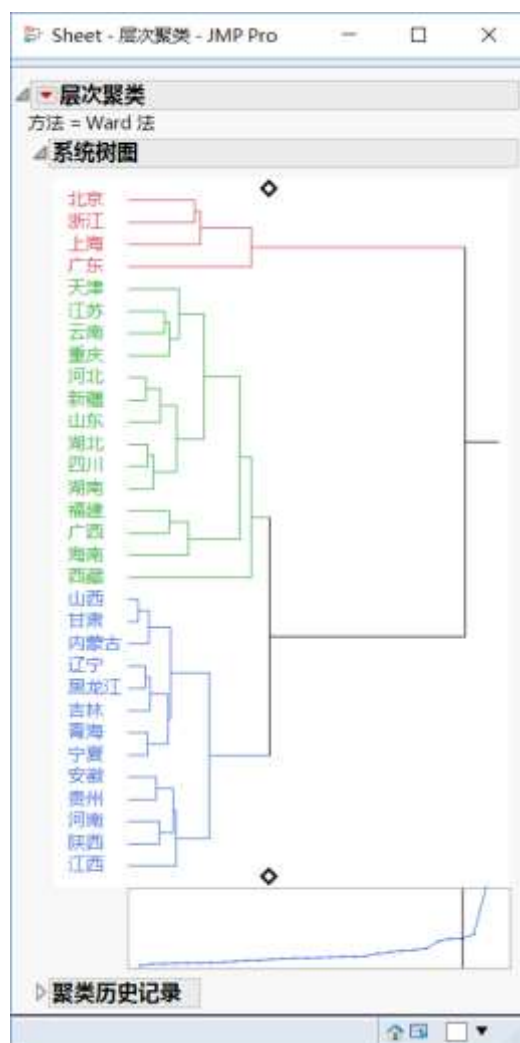 Sheet - 层次聚类 - JMP Pro
层次聚类
方法 = Ward 法
系统树图
北京
浙江
上海
广东
天津
江苏
云南
重庆
河北
新疆
山东
湖北
四川
湖南
福建
广西
海南
西藏
山西
甘肃
内蒙古
辽宁
黑龙江
吉林
青海
宁夏
安徽
贵州
河南
陕西
江西
聚类历史记录